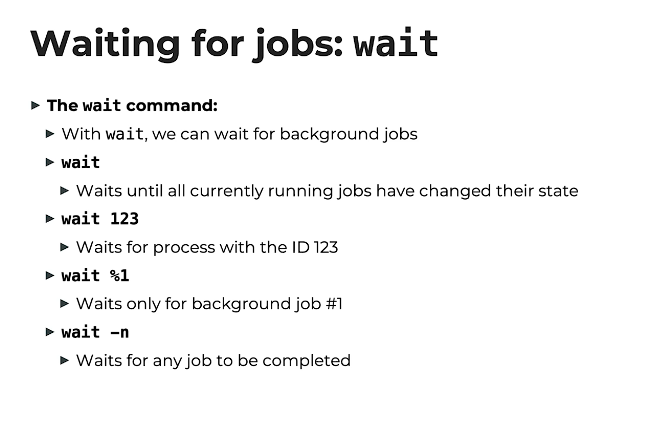 Waiting for jobs: wait
The wait command:
With wait, we can wait for background jobs
wait
Waits until all currently running jobs have changed their state
wait 123
Waits for process with the ID 123
wait %1
Waits only for background job #1
wait -n
Waits for any job to be completed